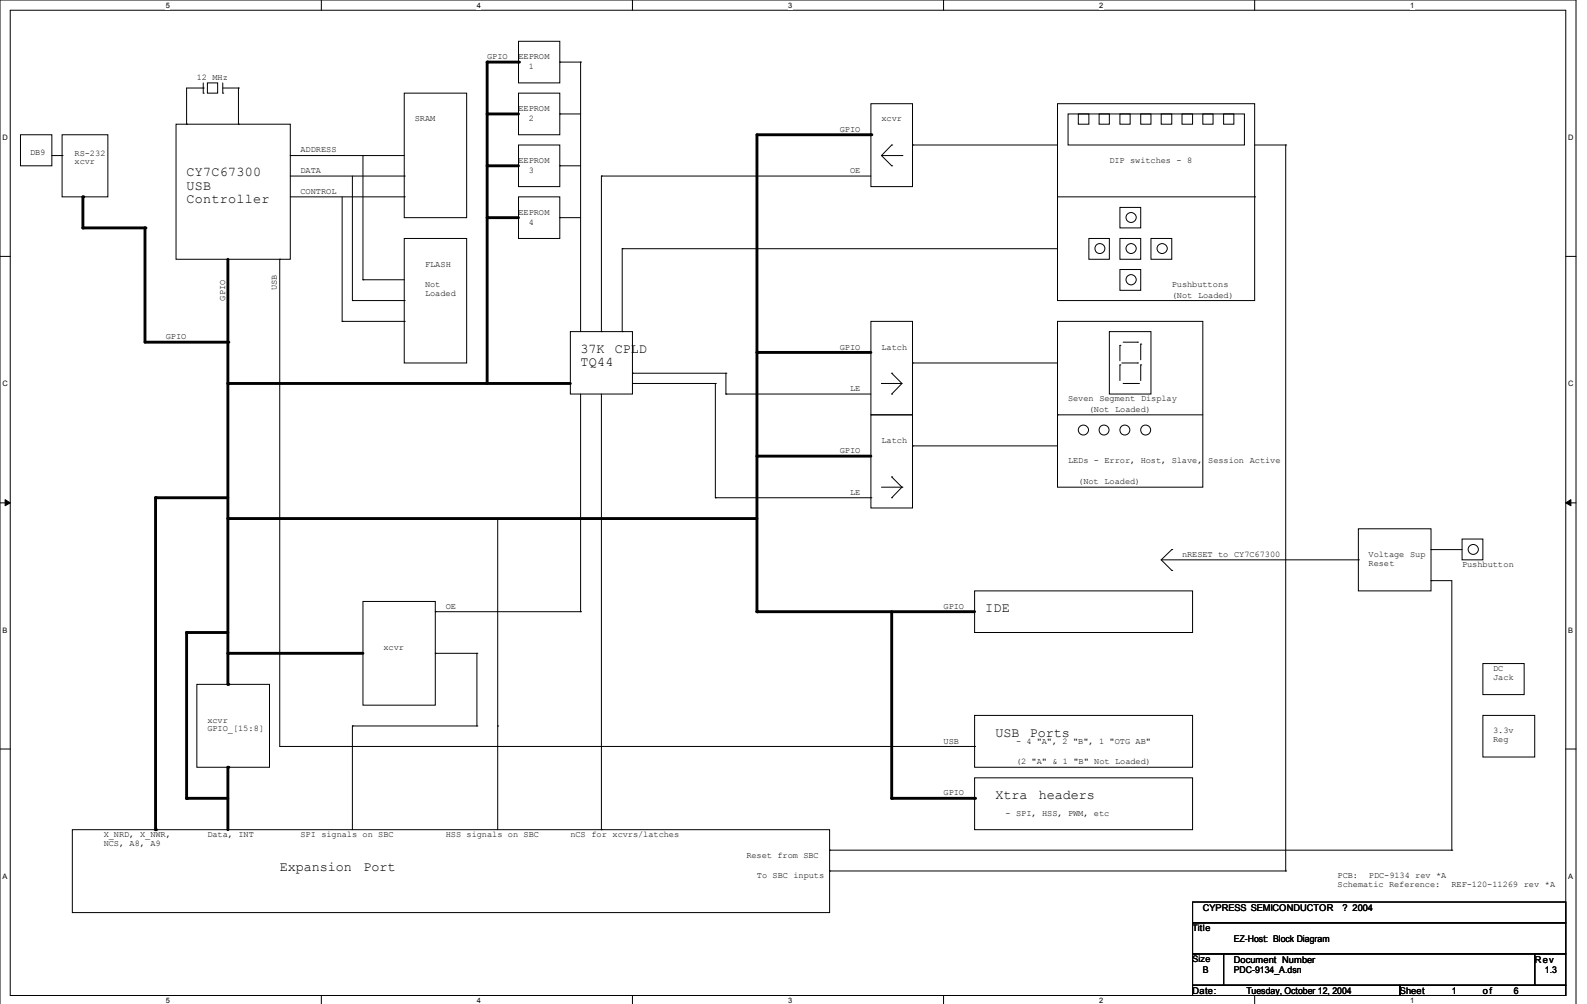 5 4 3 2 1
12 MHz
DB9
RS-232
xcvr
CY7C67300
USB
Controller
ADDRESS
DATA
CONTROL
SRAM
FLASH
Not
Loaded
GPIO
EEPROM
1
EEPROM
2
EEPROM
3
EEPROM
4
GPIO
USB
GPIO
37K CPLD
TQ44
GPIO
xcvr
OE
DIP switches - 8
Pushbuttons
(Not Loaded)
GPIO
Latch
LE
Seven Segment Display
(Not Loaded)
GPIO
Latch
LE
LEDs - Error, Host, Slave, Session Active
(Not Loaded)
nRESET to CY7C67300
Voltage Sup
Reset
Pushbutton
OE
xcvr
xcvr
GPIO_[15:8]
GPIO
IDE
USB
USB Ports
- 4 "A", 2 "B", 1 "OTG AB"
(2 "A" & 1 "B" Not Loaded)
GPIO
Xtra headers
- SPI, HSS, PWM, etc
DC
Jack
3.3v
Reg
X_NRD, X_NWR,
NCS, A8, A9
Data, INT
SPI signals on SBC
HSS signals on SBC
nCS for xcvrs/latches
Expansion Port
Reset from SBC
To SBC inputs
PCB: PDC-9134 rev *A
Schematic Reference: REF-120-11269 rev *A
CYPRESS SEMICONDUCTOR ? 2004
Title
EZ-Host: Block Diagram
Size
B
Document Number
PDC-9134_A.dsn
Rev
1.3
Date: Tuesday, October 12, 2004 Sheet 1 of 6
D D
C C
B B
A A
5 4 3 2 1